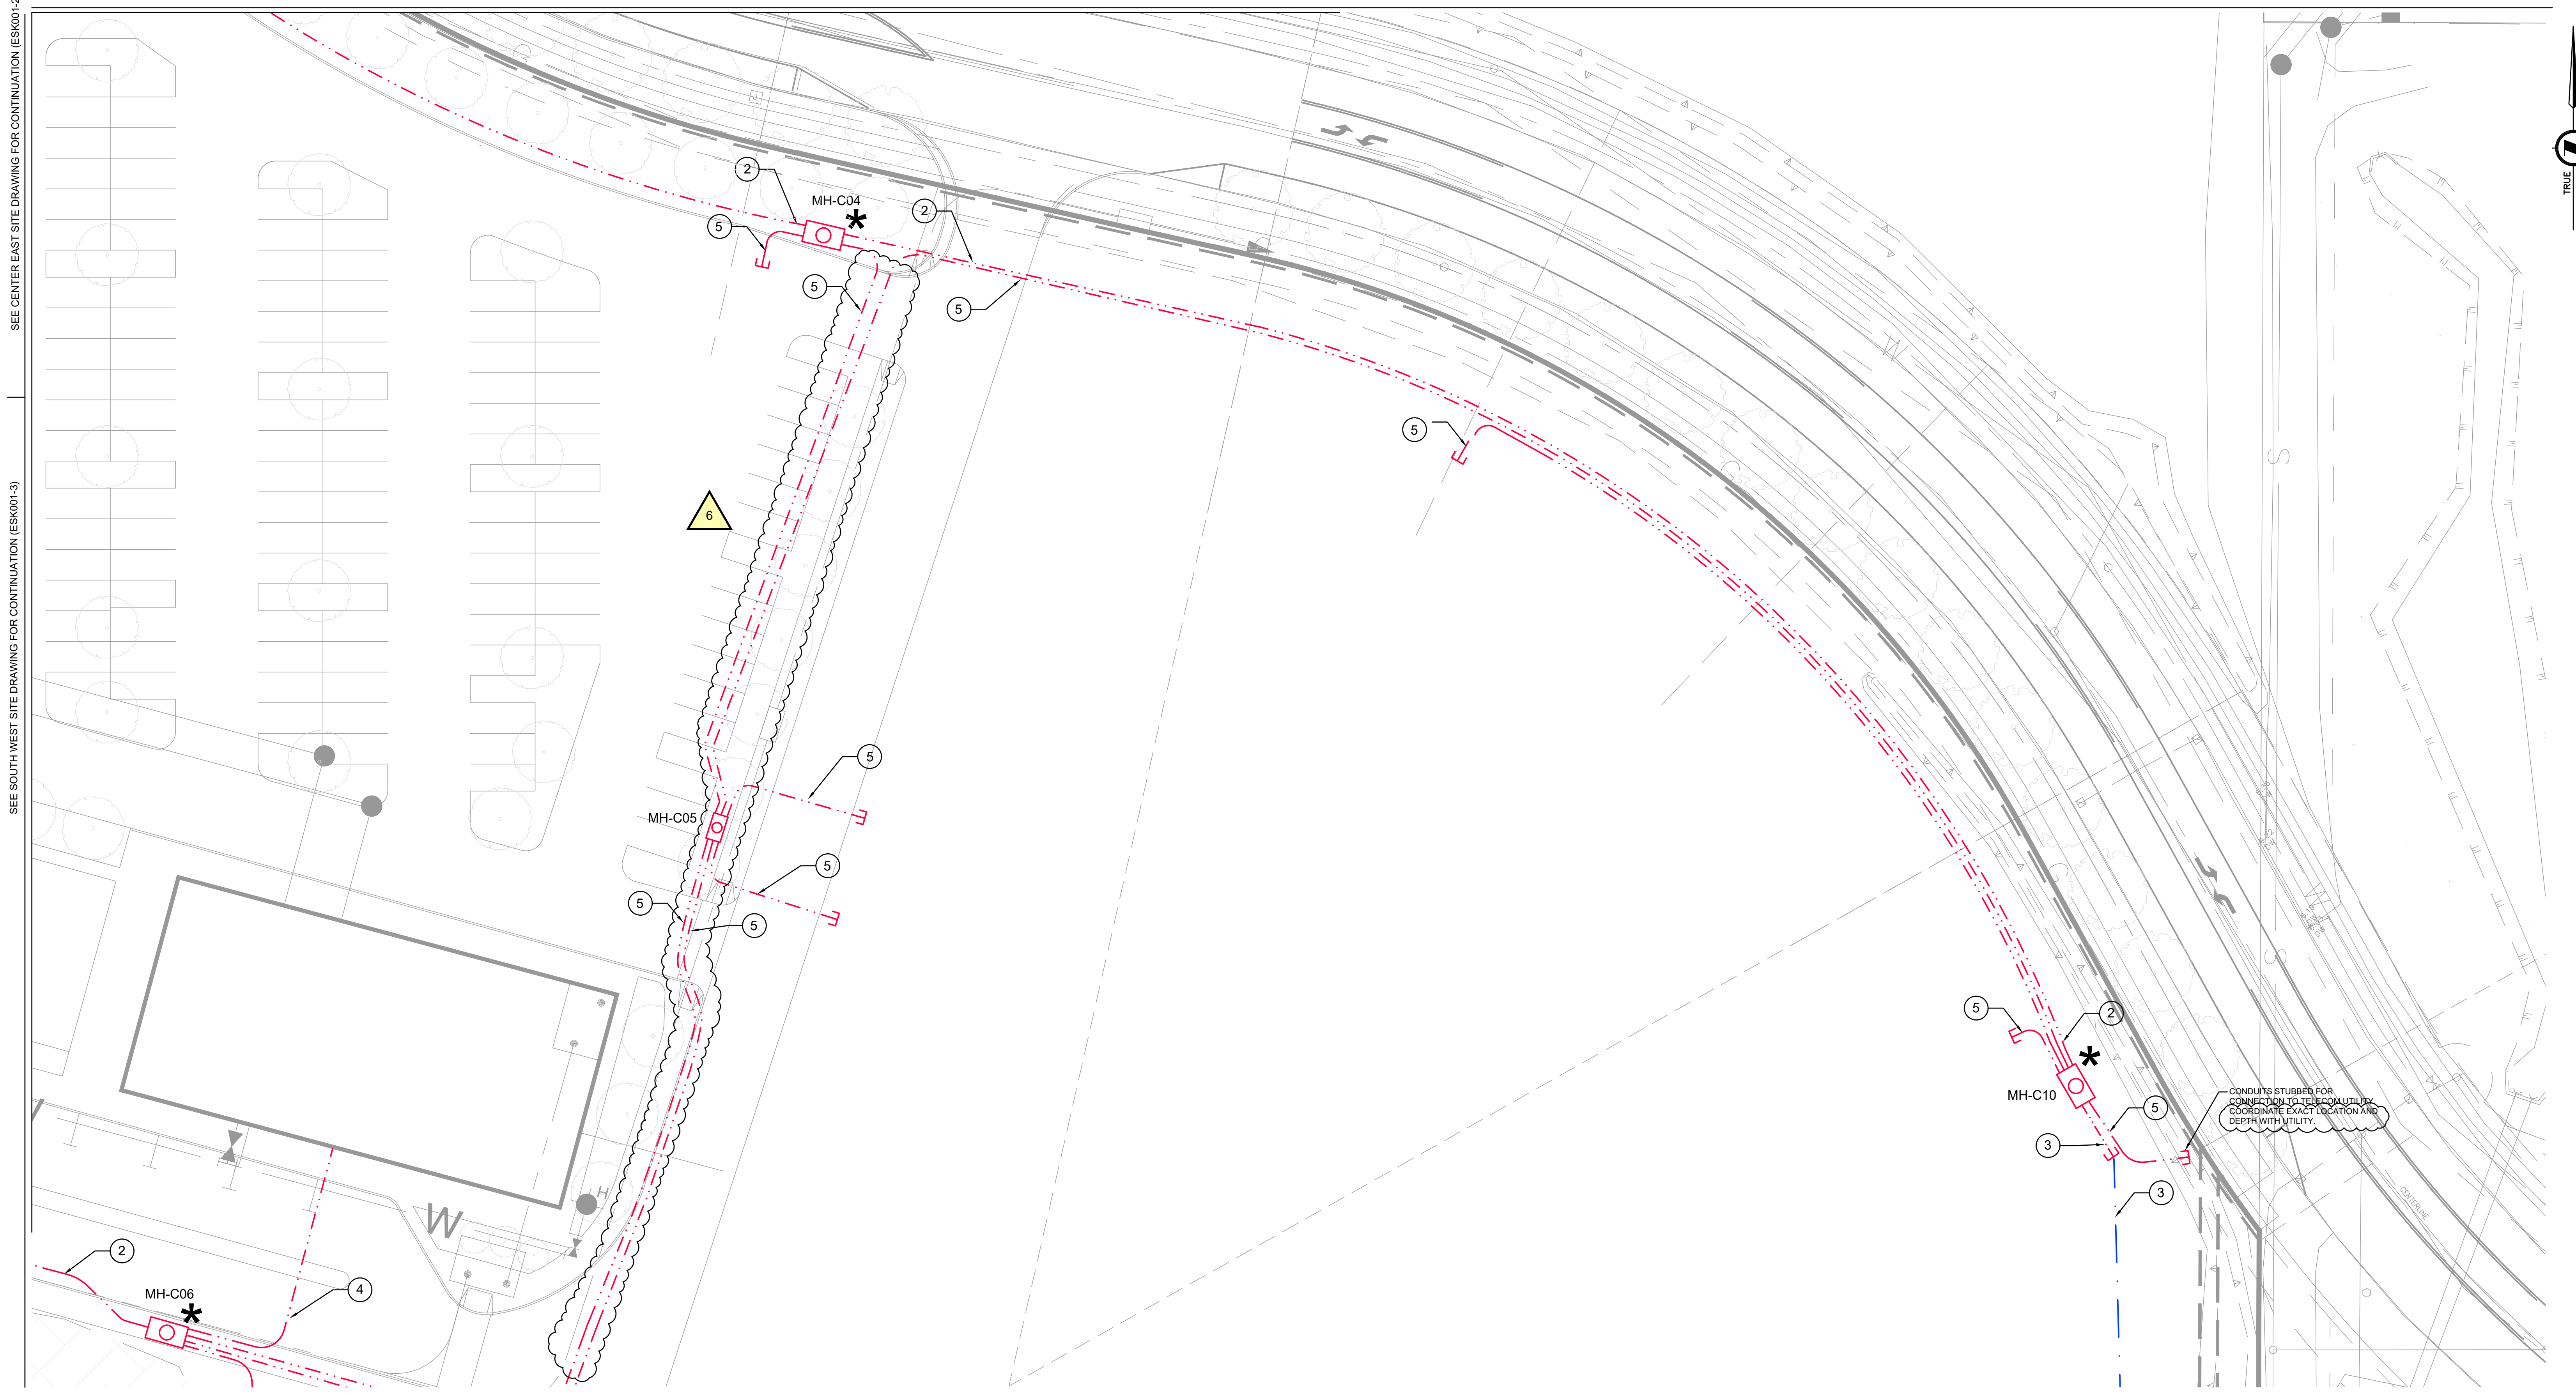 SEE CENTER EAST SITE DRAWING FOR CONTINUATION (ESK001-2
SEE SOUTH WEST SITE DRAWING FOR CONTINUATION (ESK001-3)
TRUE
2
MH-C04
*
2
5
5
5
5
6
5
MH-C05
5
5
5
5
2
*
MH-C10
5
3
3
CONDUITS STUBBED FOR
CONNECTION TO TELECOM UTILITY.
COORDINATE EXACT LOCATION AND
DEPTH WITH UTILITY.
CENTERLINE
2
MH-C06
*
4
W
H
G
W
S
S